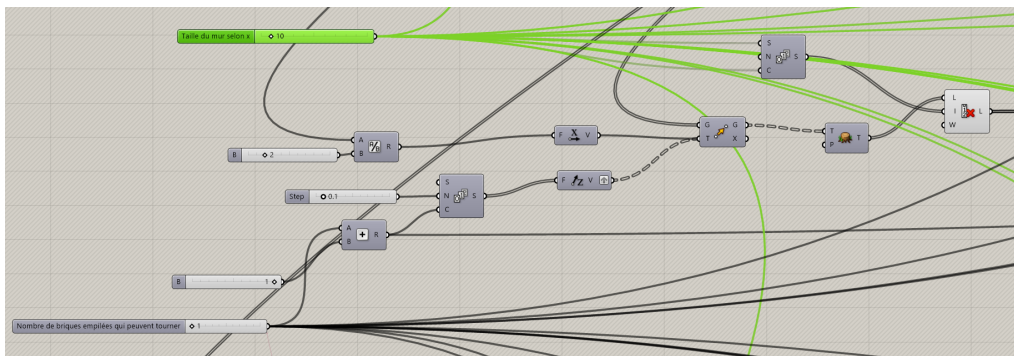 Taille du mur selon x ◇ 10
S
N S
C
L
I L
W
A
B R
A/B
F X V
G G
T X
T
P T
B ◇ 2
Step ◇ 0.1
S
N S
C
F Z V
A
B R
+
B 1 ◇
Nombre de briques empilées qui peuvent tourner ◇ 1